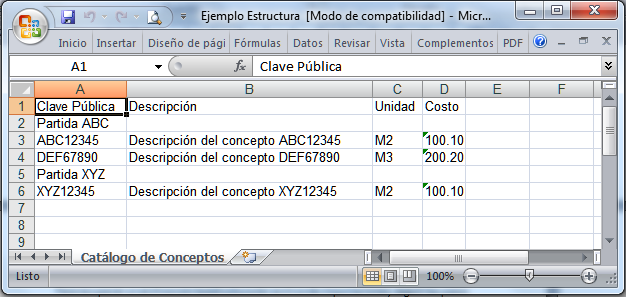 Ejemplo Estructura [Modo de compatibilidad] - Micr...
Inicio Insertar Diseño de pági Fórmulas Datos Revisar Vista Complementos PDF
A1 fx Clave Pública
A B C D E F
1 Clave Pública Descripción Unidad Costo
2 Partida ABC
3 ABC12345 Descripción del concepto ABC12345 M2 100.10
4 DEF67890 Descripción del concepto DEF67890 M3 200.20
5 Partida XYZ
6 XYZ12345 Descripción del concepto XYZ12345 M2 100.10
7
8
9
Catálogo de Conceptos
Listo 100%